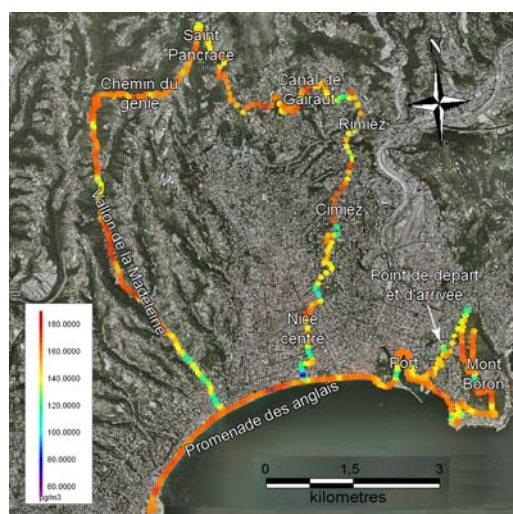 Saint
Pancrace
N
Chemin du
génie
Canal de
Gairaut
Rimiez
Vallon de la Madeleine
Cimiez
Point de départ
et d'arrivée
180.0000
160.0000
140.0000
120.0000
100.0000
80.0000
60.0000
µg/m3
Nice
centre
Port
Mont
Boron
Promenade des anglais
0 1,5 3
kilometres